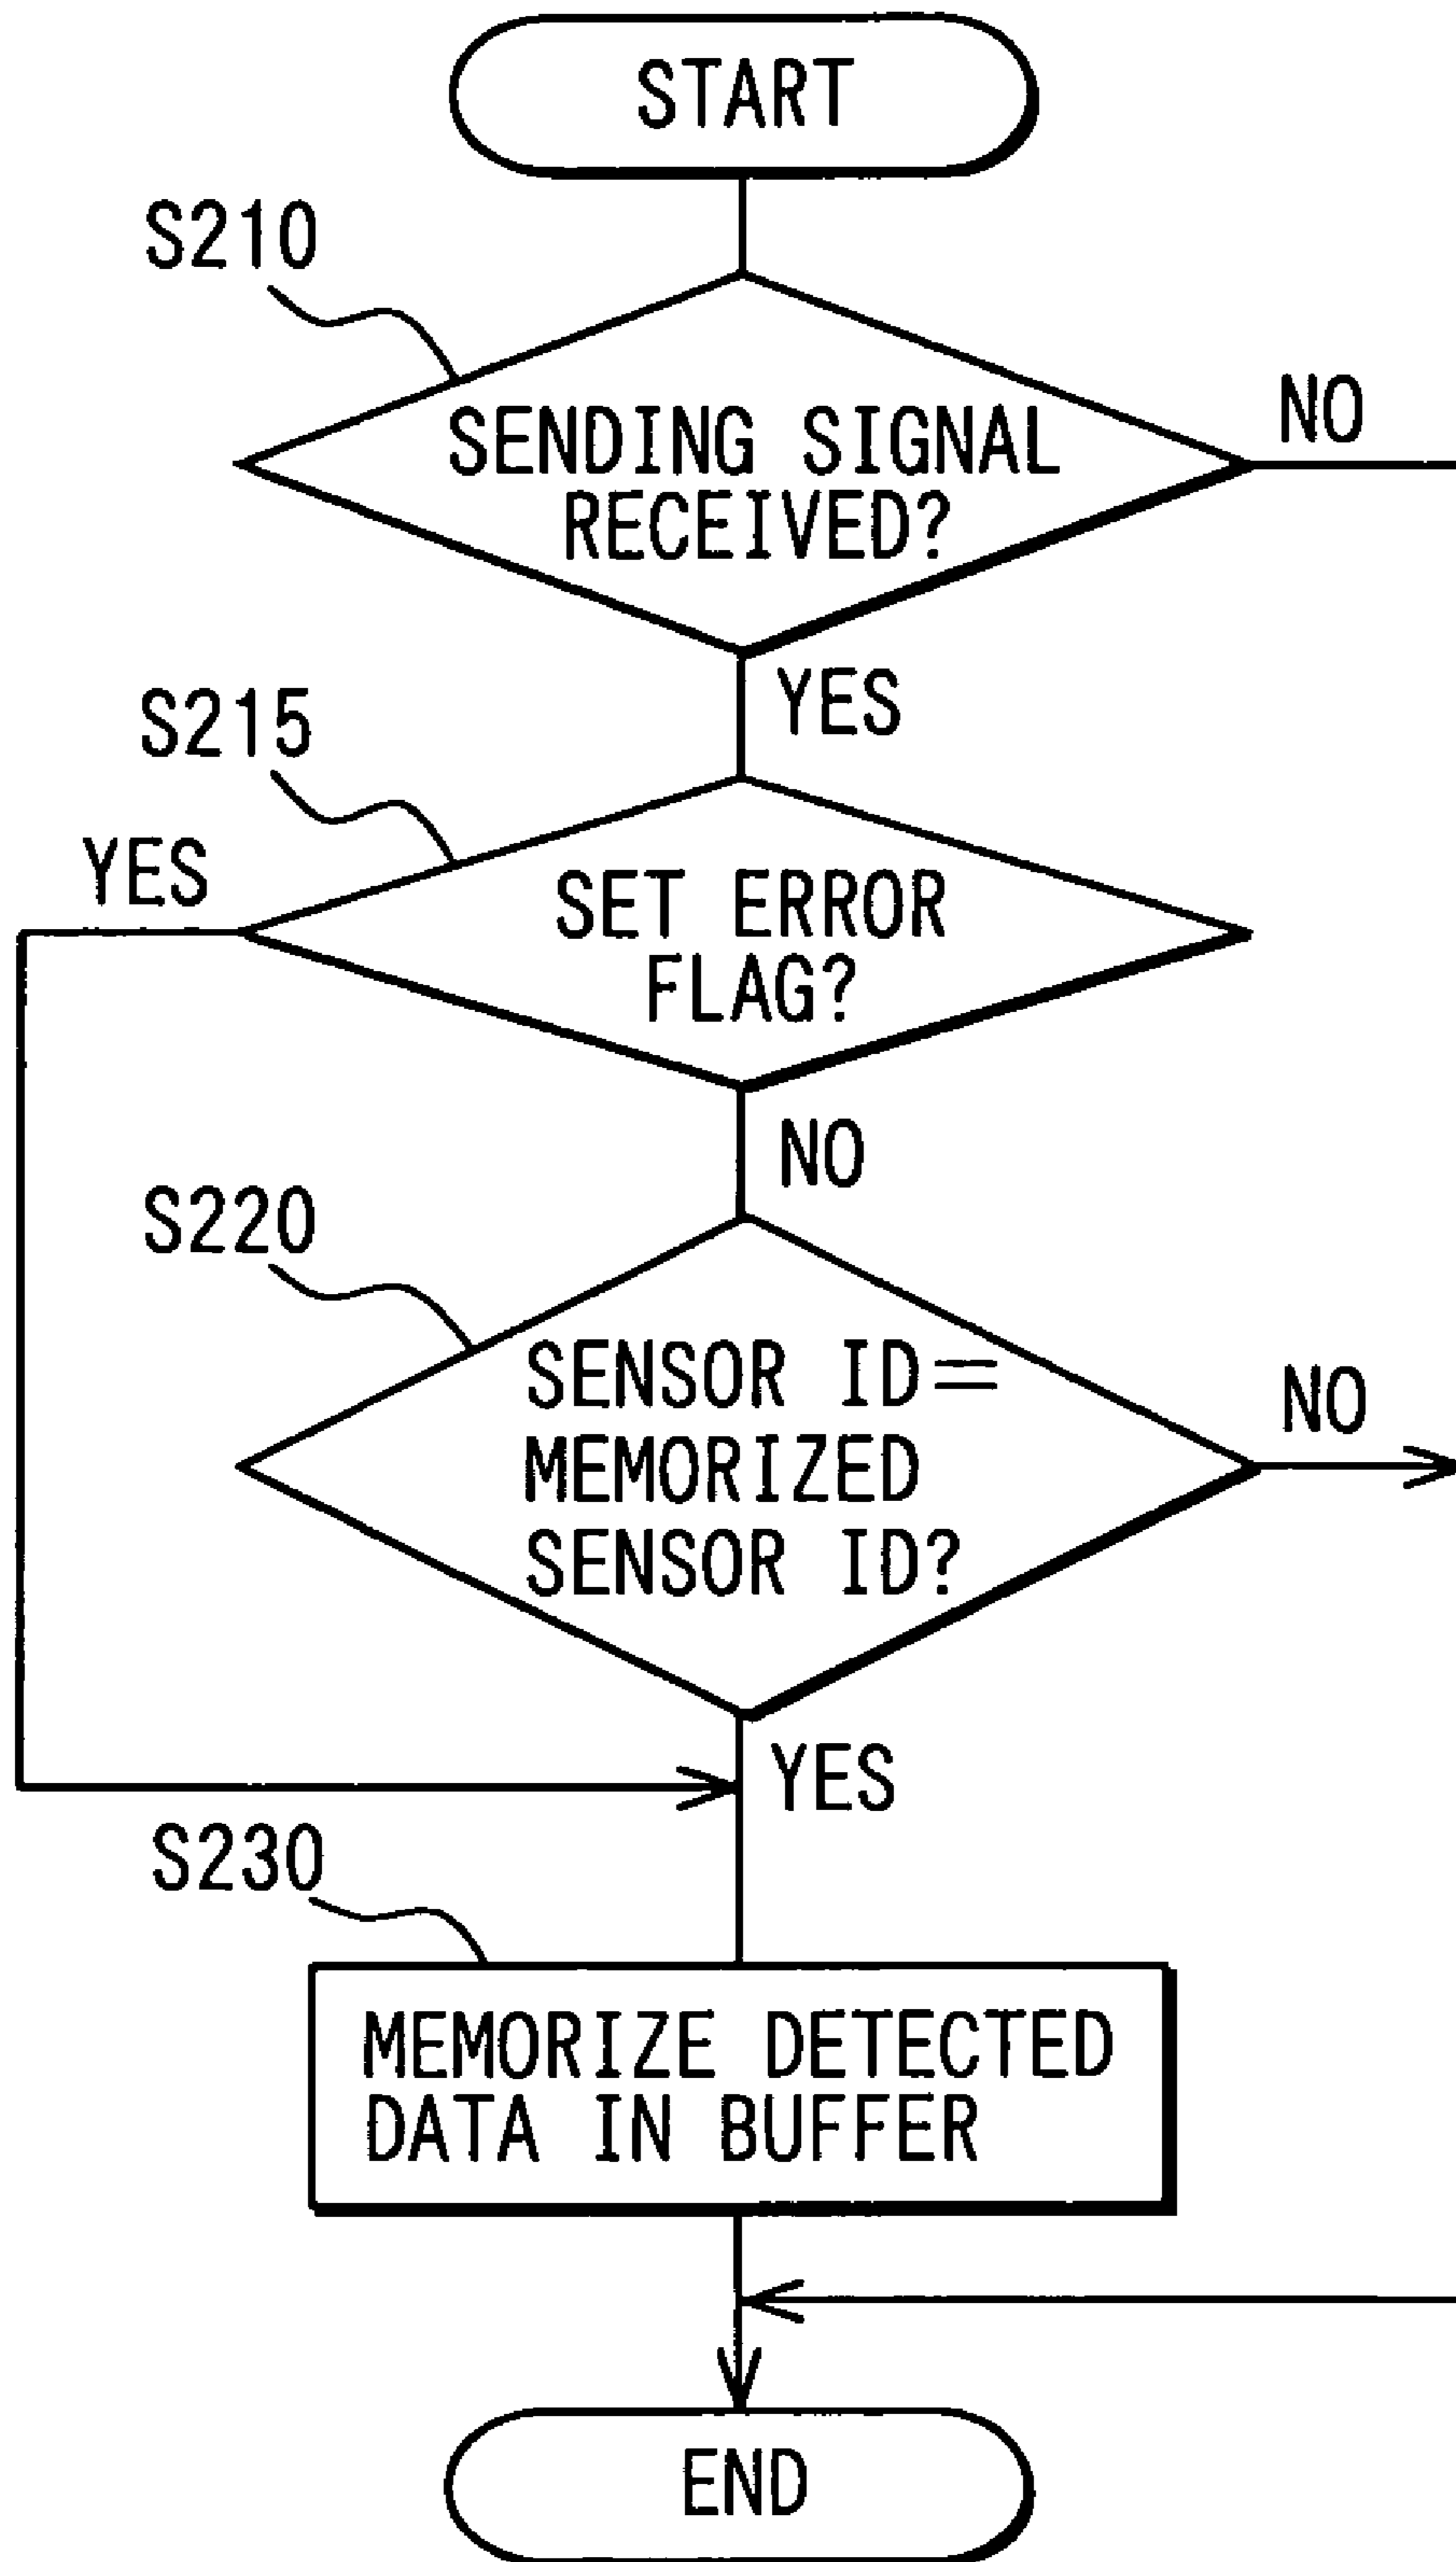 START
S210
SENDING SIGNAL
RECEIVED?
NO
YES
S215
YES
SET ERROR
FLAG?
NO
S220
SENSOR ID=
MEMORIZED
SENSOR ID?
NO
YES
S230
MEMORIZE DETECTED
DATA IN BUFFER
END